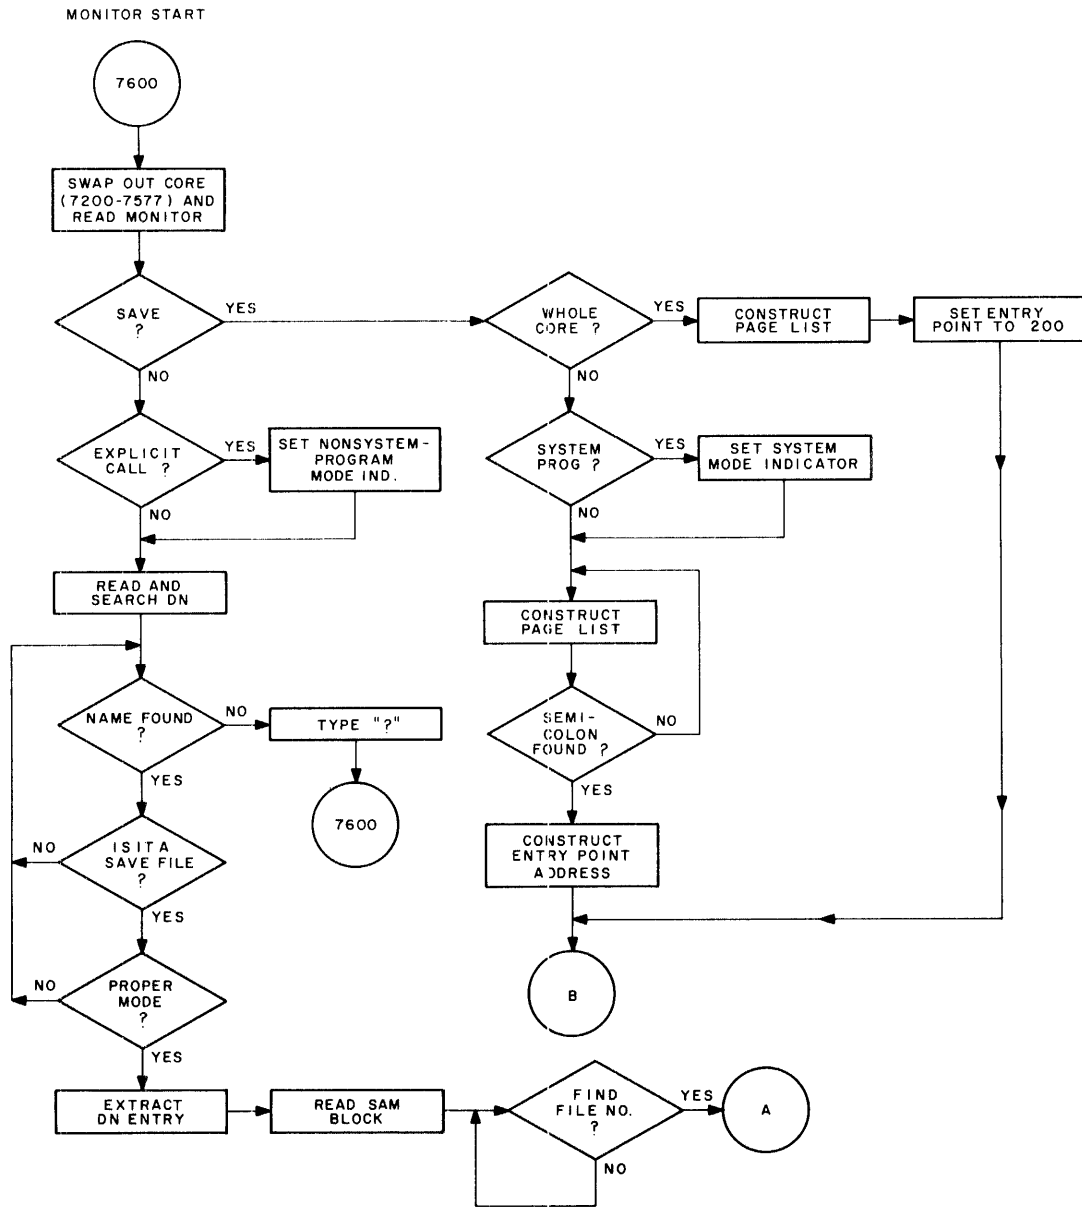 MONITOR START
7600
SWAP OUT CORE
(7200-7577) AND
READ MONITOR
SAVE
?
YES
NO
WHOLE
CORE ?
YES
NO
CONSTRUCT
PAGE LIST
SET ENTRY
POINT TO 200
EXPLICIT
CALL ?
YES
NO
SET NONSYSTEM-
PROGRAM
MODE IND.
SYSTEM
PROG ?
YES
NO
SET SYSTEM
MODE INDICATOR
READ AND
SEARCH DN
CONSTRUCT
PAGE LIST
NAME FOUND
?
NO
YES
TYPE "?"
7600
SEMI-
COLON
FOUND ?
NO
YES
IS IT A
SAVE FILE
?
NO
YES
CONSTRUCT
ENTRY POINT
ADDRESS
PROPER
MODE
?
NO
YES
B
EXTRACT
DN ENTRY
READ SAM
BLOCK
FIND
FILE NO.
?
YES
NO
A